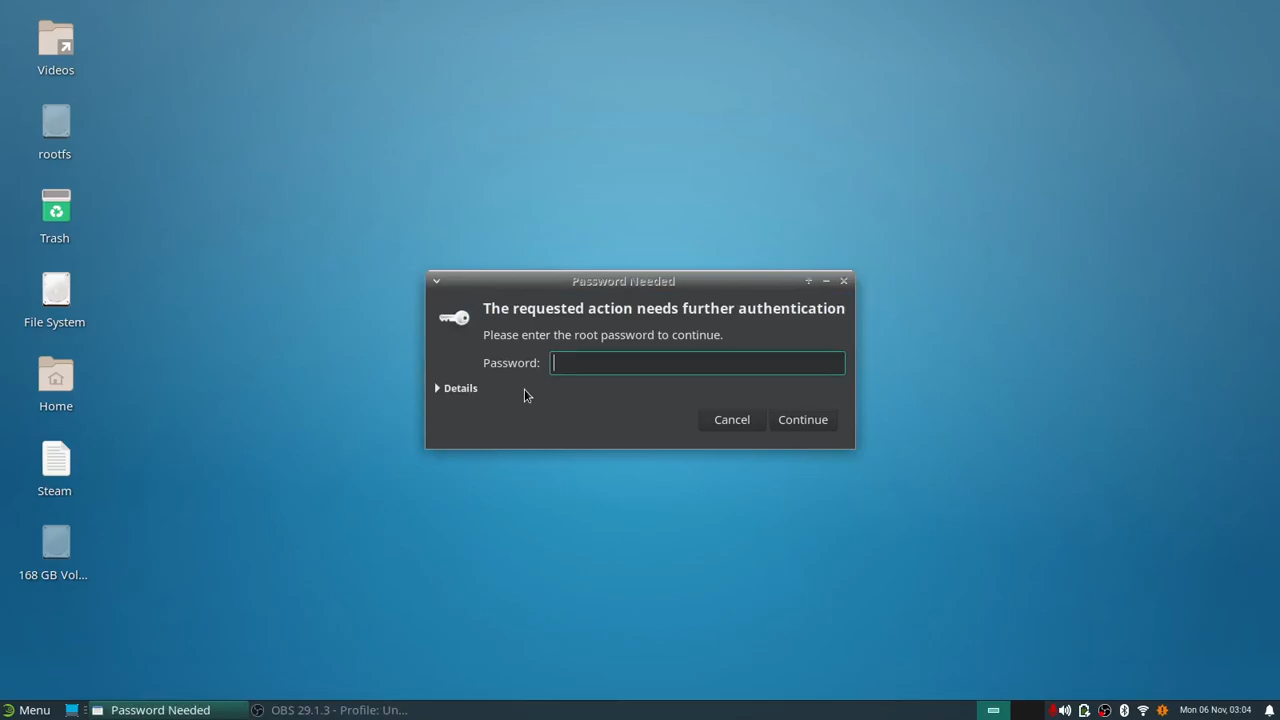 Videos
rootfs
Trash
File System
Home
Steam
168 GB Vol...
Password Needed
The requested action needs further authentication
Please enter the root password to continue.
Password:
Details
Cancel
Continue
Menu
Password Needed
OBS 29.1.3 - Profile: Un...
Mon 06 Nov, 03:04